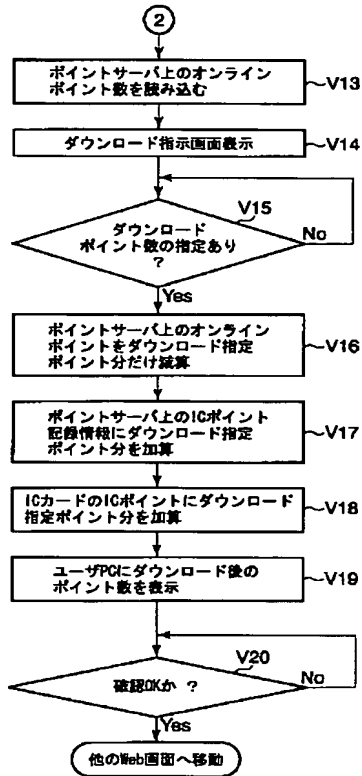 2
ポイントサーバ上のオンライン
ポイント数を読み込む
V13
ダウンロード指示画面表示
V14
V15
ダウンロード
ポイント数の指定あり
?
No
Yes
ポイントサーバ上のオンライン
ポイントをダウンロード指定
ポイント分だけ減算
V16
ポイントサーバ上のICポイント
記録情報にダウンロード指定
ポイント分を加算
V17
ICカードのICポイントにダウンロード
指定ポイント分を加算
V18
ユーザPCにダウンロード後の
ポイント数を表示
V19
V20
確認OKか ?
No
Yes
他のWeb画面へ移動